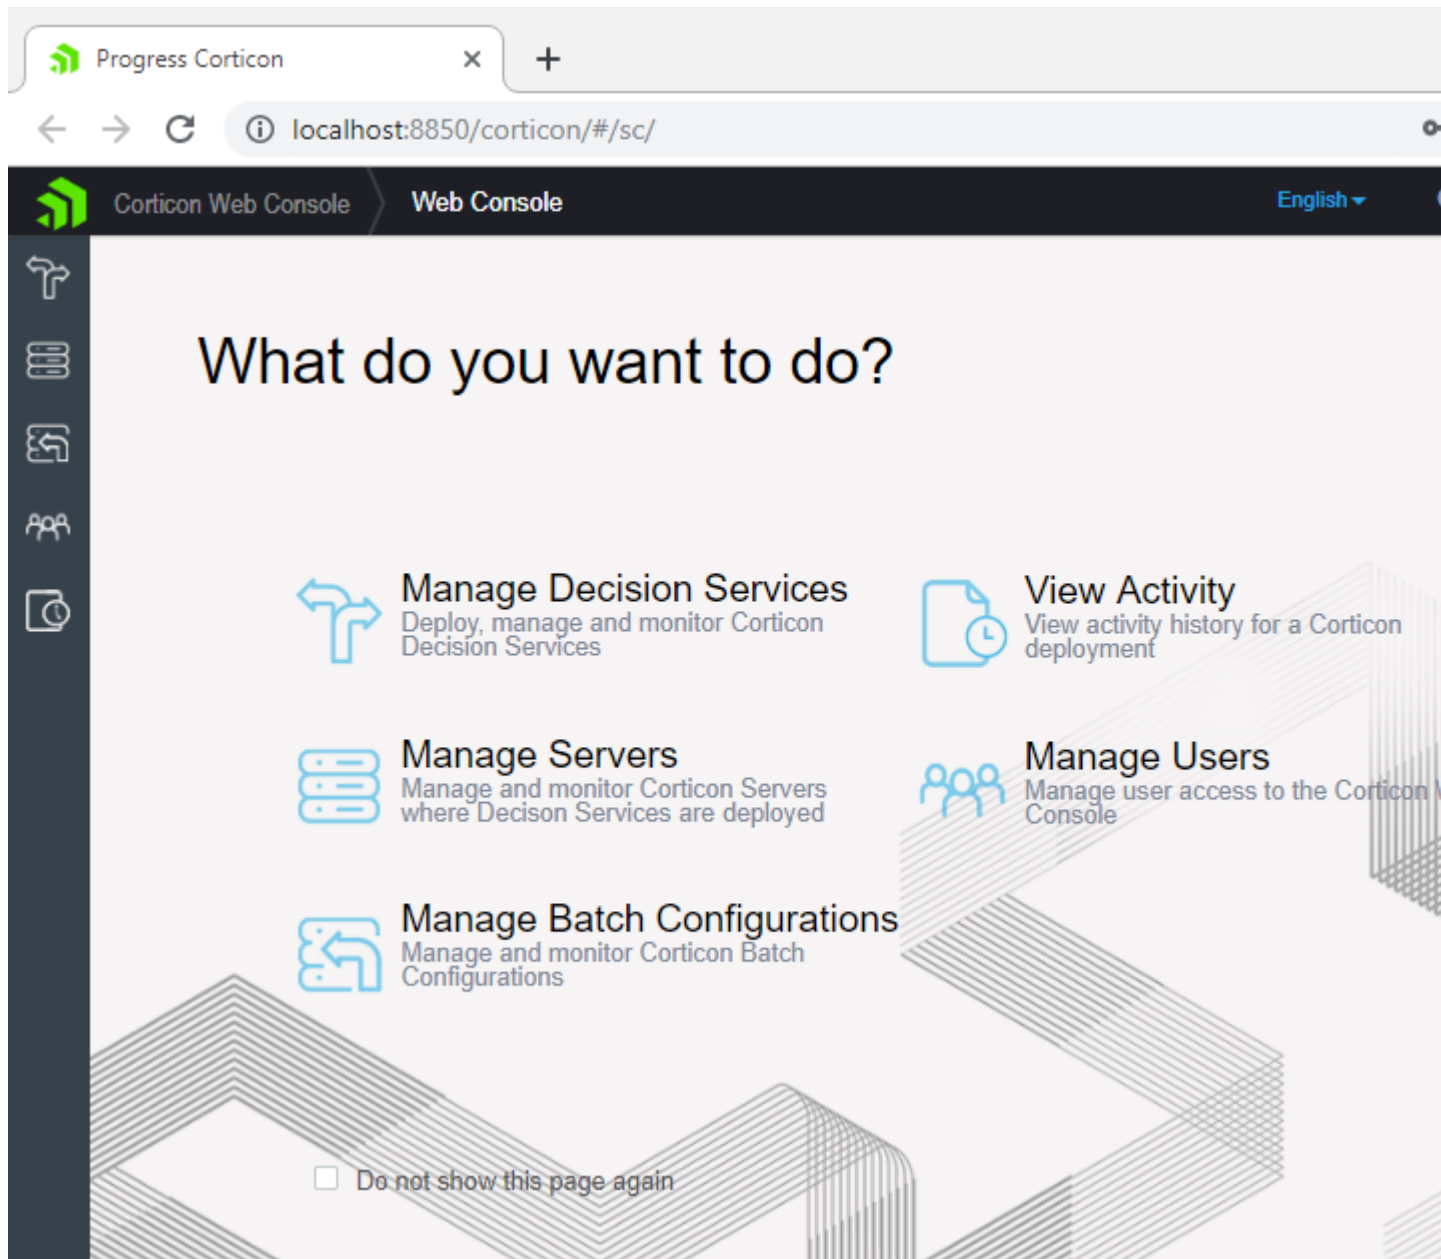 Progress Corticon
localhost:8850/corticon/#/sc/
Corticon Web Console
Web Console
English
What do you want to do?
Manage Decision Services
Deploy, manage and monitor Corticon
Decision Services
View Activity
View activity history for a Corticon
deployment
Manage Servers
Manage and monitor Corticon Servers
where Decison Services are deployed
Manage Users
Manage user access to the Corticon
Console
Manage Batch Configurations
Manage and monitor Corticon Batch
Configurations
Do not show this page again